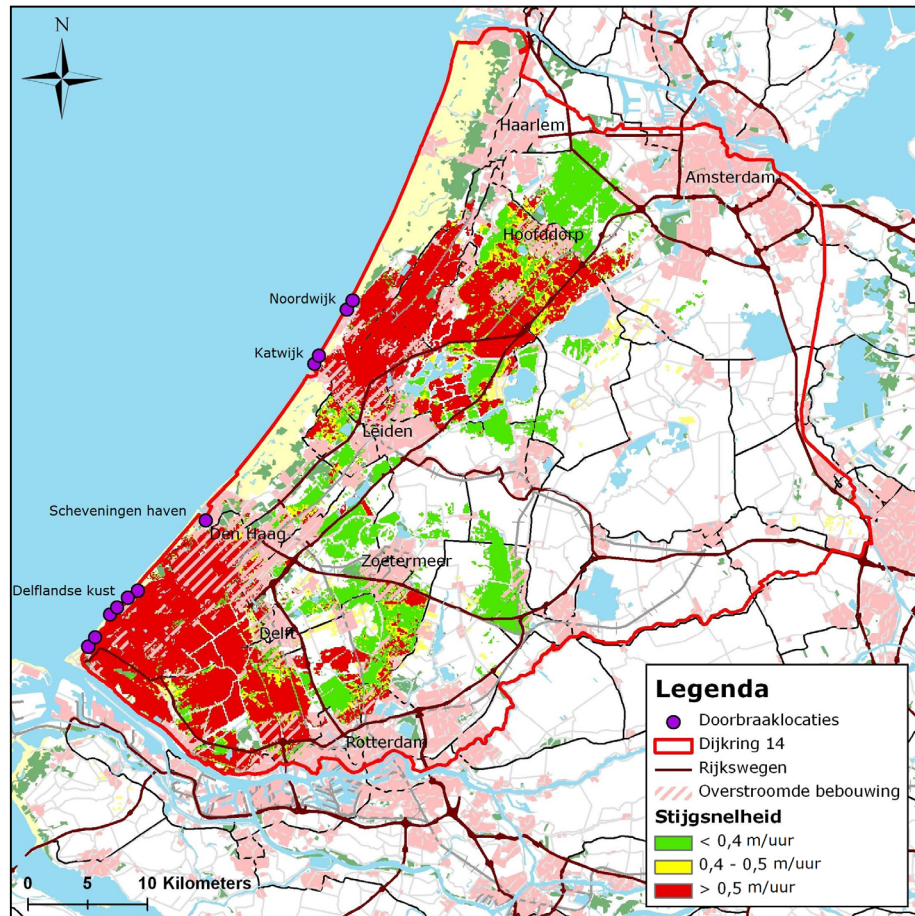 N
Haarlem
Amsterdam
Hoofddorp
Noordwijk
Katwijk
Leiden
Scheveningen haven
Den Haag
Zoetermeer
Delflandse kust
Delft
Rotterdam
Legenda
Doorbraaklocaties
Dijkring 14
Rijkswegen
Overstroomde bebouwing
Stijgsnelheid
< 0,4 m/uur
0,4 - 0,5 m/uur
> 0,5 m/uur
0 5 10 Kilometers